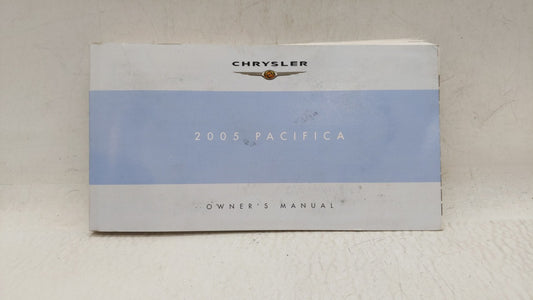 CHRYSLER
2005 PACIFICA
OWNER'S MANUAL